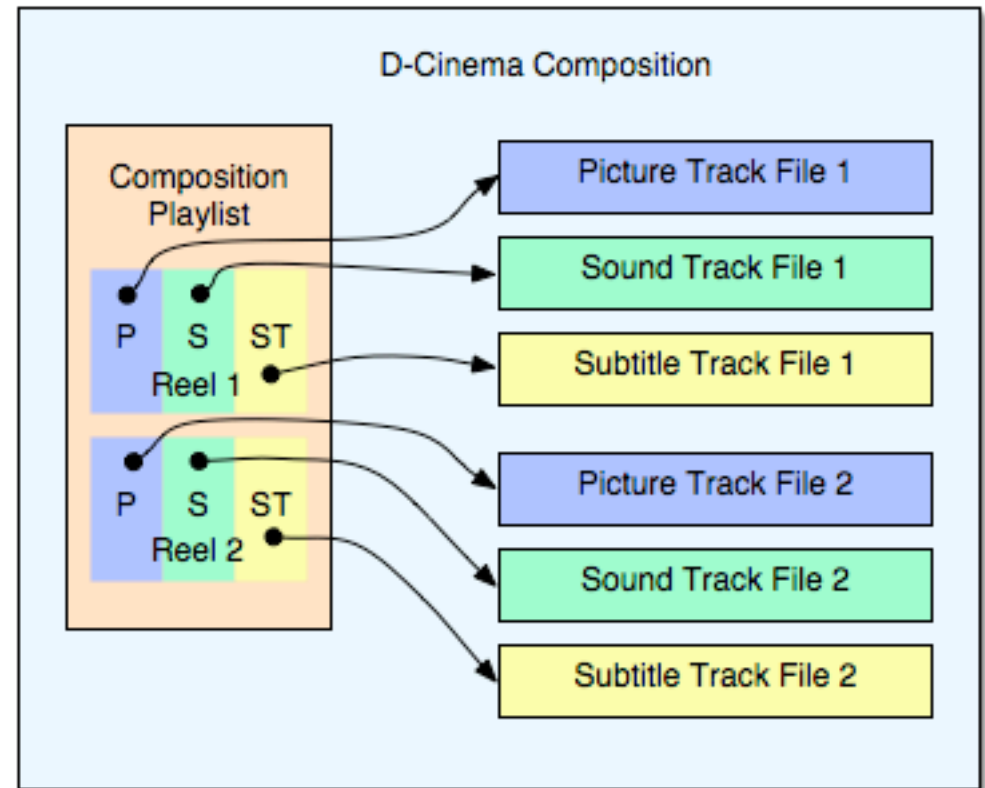 D-Cinema Composition
Composition
Playlist
P S ST
Reel 1
P S ST
Reel 2
Picture Track File 1
Sound Track File 1
Subtitle Track File 1
Picture Track File 2
Sound Track File 2
Subtitle Track File 2